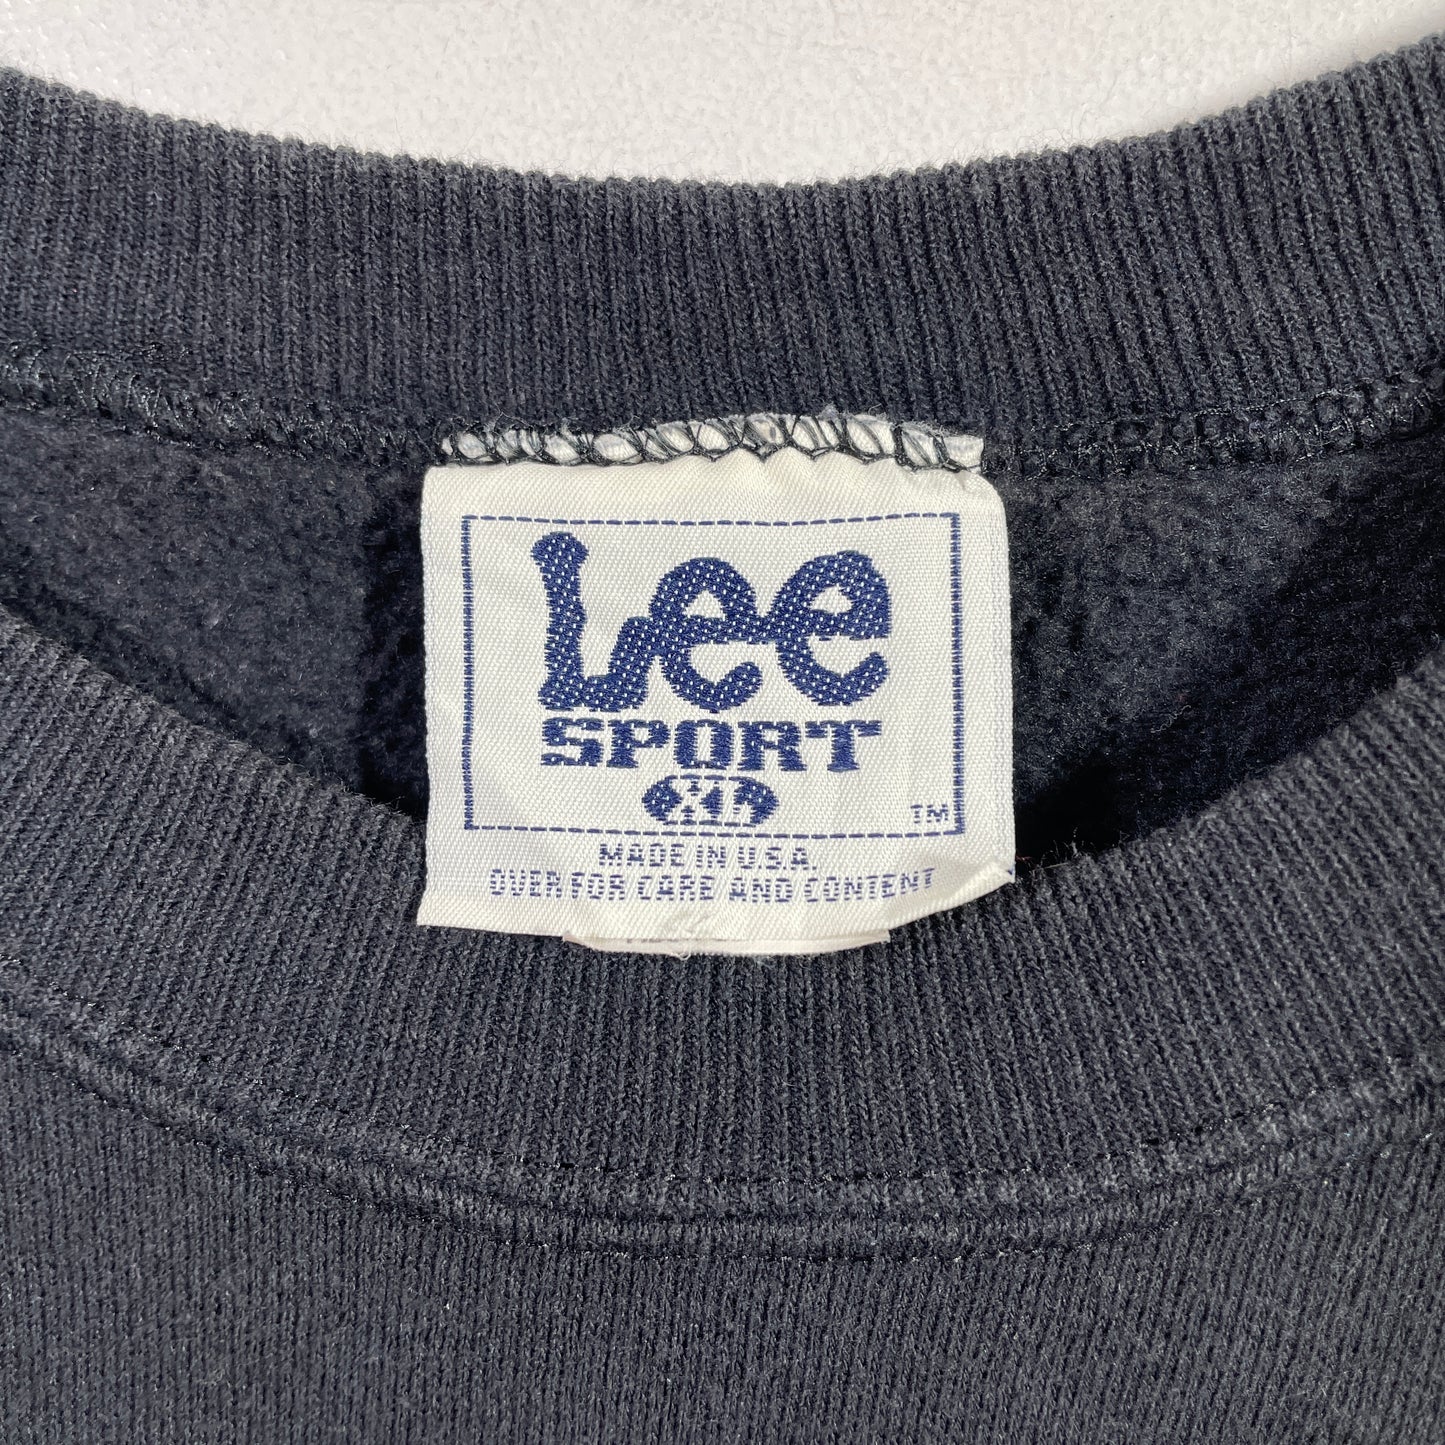 Lee
SPORT
XL
TM
MADE IN U.S.A.
OVER FOR CARE AND CONTENT